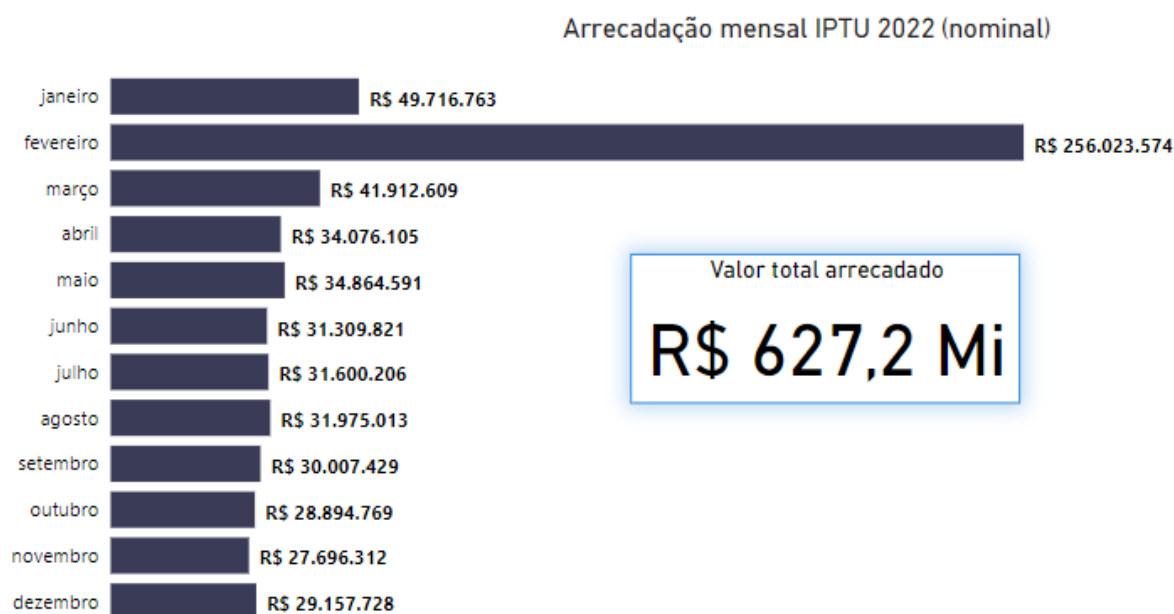 Arrecadação mensal IPTU 2022 (nominal)
janeiro R$ 49.716.763
fevereiro R$ 256.023.574
março R$ 41.912.609
abril R$ 34.076.105
maio R$ 34.864.591
junho R$ 31.309.821
julho R$ 31.600.206
agosto R$ 31.975.013
setembro R$ 30.007.429
outubro R$ 28.894.769
novembro R$ 27.696.312
dezembro R$ 29.157.728
Valor total arrecadado
R$ 627,2 Mi